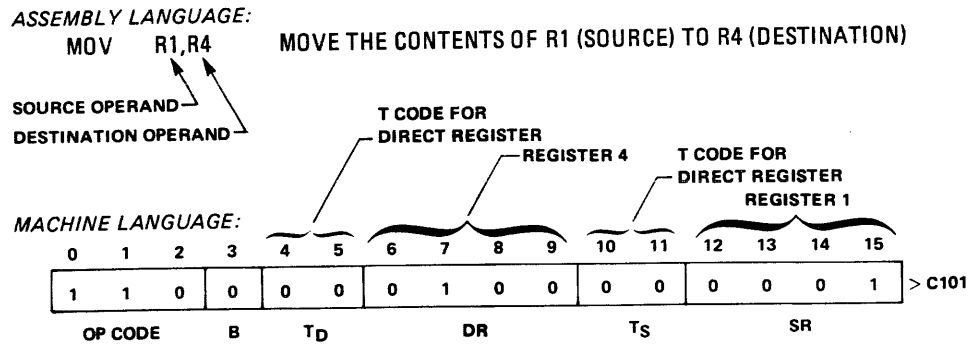 ASSEMBLY LANGUAGE:
MOV R1,R4 MOVE THE CONTENTS OF R1 (SOURCE) TO R4 (DESTINATION)
SOURCE OPERAND
DESTINATION OPERAND
T CODE FOR
DIRECT REGISTER
REGISTER 4
T CODE FOR
DIRECT REGISTER
REGISTER 1
MACHINE LANGUAGE:
0 1 2 3 4 5 6 7 8 9 10 11 12 13 14 15
1 1 0 0 0 0 0 1 0 0 0 0 0 0 0 1 > C101
OP CODE B TD DR TS SR